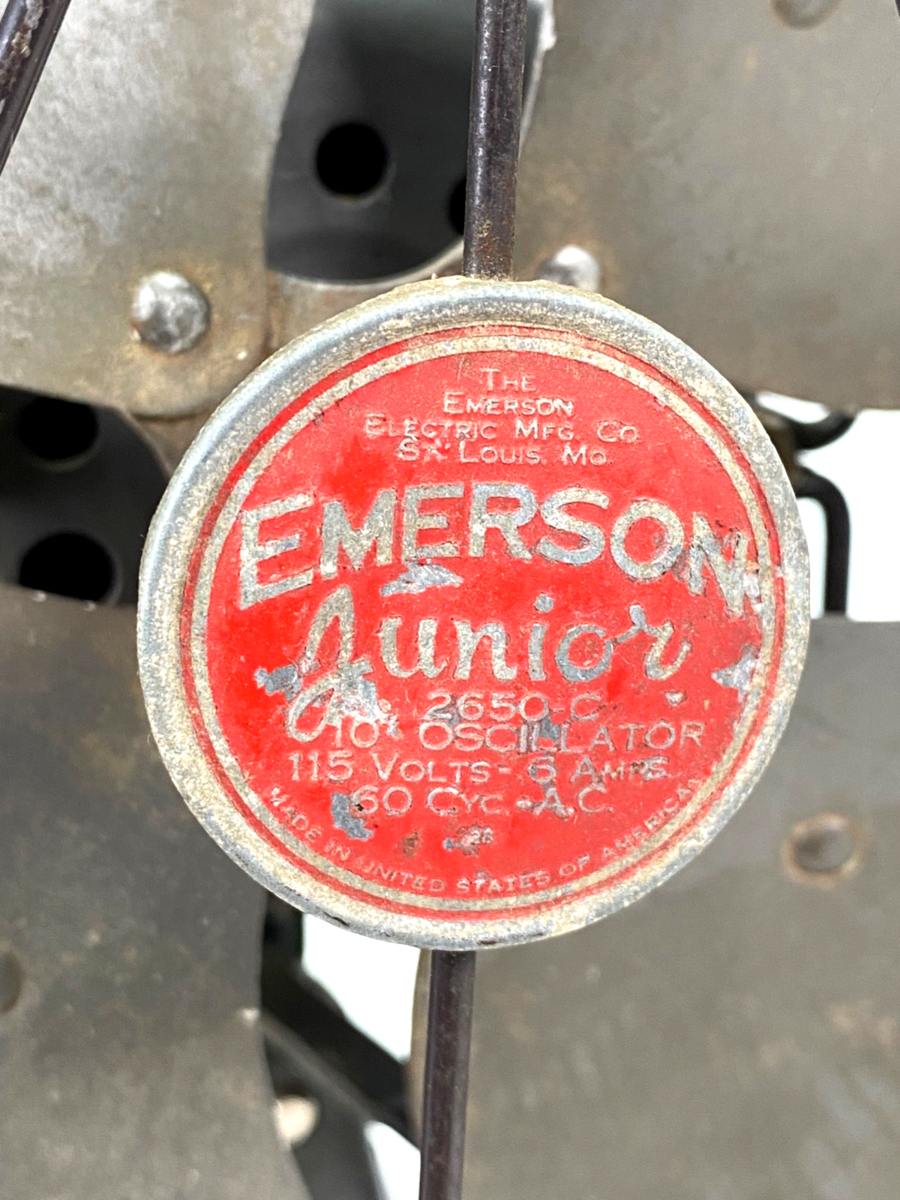 THE
EMERSON
ELECTRIC MFG. CO.
ST. LOUIS, MO.
EMERSON
Junior
2650-C
10" OSCILLATOR
115 VOLTS - 6 AMPS.
60 CYC. - A.C.
MADE IN UNITED STATES OF AMERICA